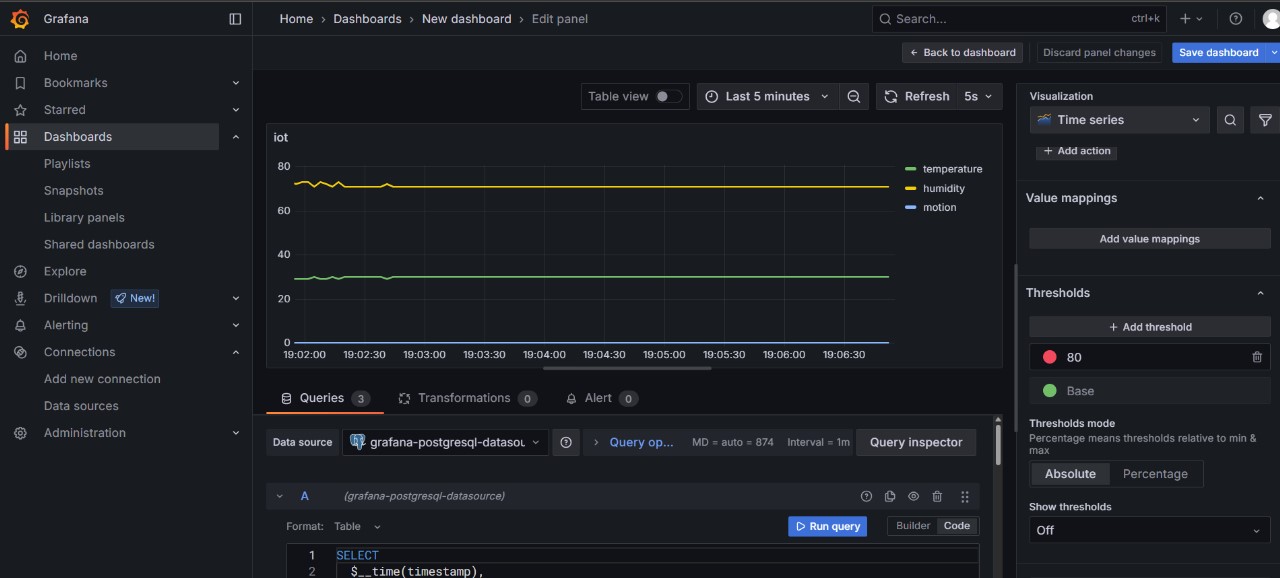 Grafana
Home › Dashboards › New dashboard › Edit panel
Search...
ctrl+k
Back to dashboard
Discard panel changes
Save dashboard
Home
Bookmarks
Starred
Dashboards
Playlists
Snapshots
Library panels
Shared dashboards
Explore
Drilldown
New!
Alerting
Connections
Add new connection
Data sources
Administration
Table view
Last 5 minutes
Refresh
5s
iot
80
60
40
20
0
19:02:00 19:02:30 19:03:00 19:03:30 19:04:00 19:04:30 19:05:00 19:05:30 19:06:00 19:06:30
temperature
humidity
motion
Queries 3
Transformations 0
Alert 0
Data source
grafana-postgresql-datasou
Query op...
MD = auto = 874
Interval = 1m
Query inspector
A
(grafana-postgresql-datasource)
Format: Table
Run query
Builder
Code
1 SELECT
2 $__time(timestamp),
Visualization
Time series
+ Add action
Value mappings
Add value mappings
Thresholds
+ Add threshold
80
Base
Thresholds mode
Percentage means thresholds relative to min &
max
Absolute
Percentage
Show thresholds
Off